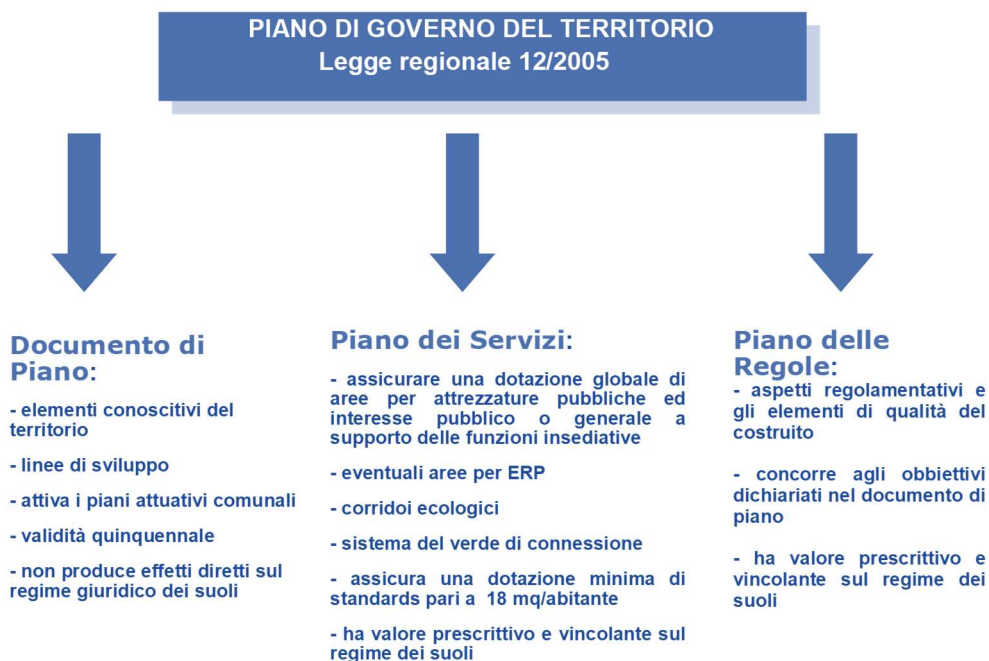 PIANO DI GOVERNO DEL TERRITORIO
Legge regionale 12/2005
Documento di
Piano:
- elementi conoscitivi del
territorio
- linee di sviluppo
- attiva i piani attuativi comunali
- validità quinquennale
- non produce effetti diretti sul
regime giuridico dei suoli
Piano dei Servizi:
- assicurare una dotazione globale di
aree per attrezzature pubbliche ed
interesse pubblico o generale a
supporto delle funzioni insediative
- eventuali aree per ERP
- corridoi ecologici
- sistema del verde di connessione
- assicura una dotazione minima di
standards pari a 18 mq/abitante
- ha valore prescrittivo e vincolante sul
regime dei suoli
Piano delle
Regole:
- aspetti regolamentativi e
gli elementi di qualità del
costruito
- concorre agli obbiettivi
dichiariati nel documento di
piano
- ha valore prescrittivo e
vincolante sul regime dei
suoli